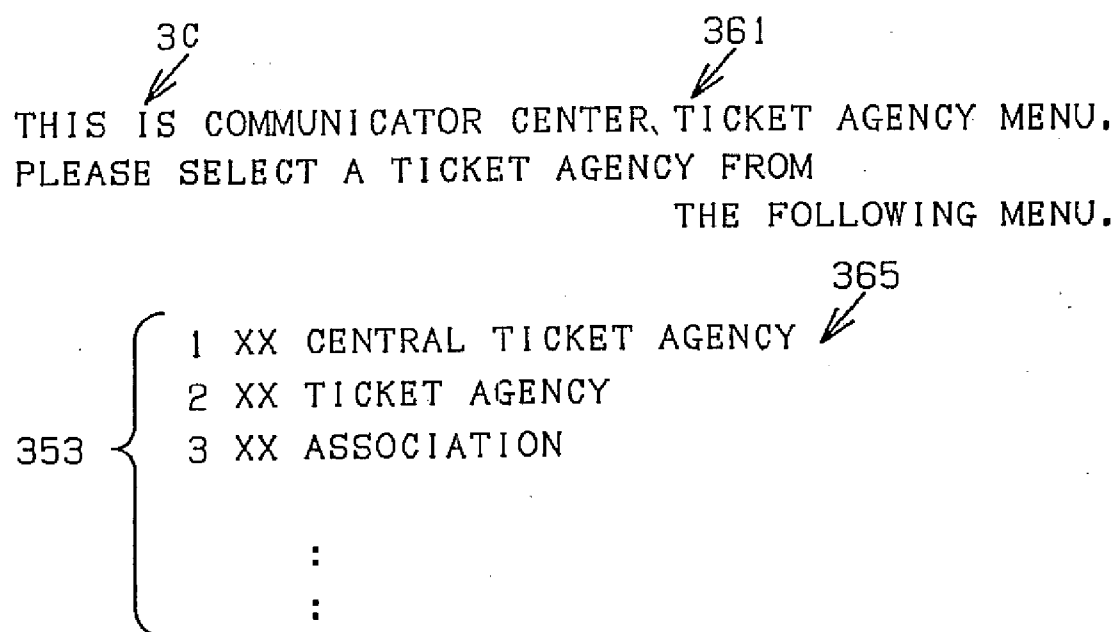 3C 361
THIS IS COMMUNICATOR CENTER、TICKET AGENCY MENU.
PLEASE SELECT A TICKET AGENCY FROM
THE FOLLOWING MENU.
365
1 XX CENTRAL TICKET AGENCY
2 XX TICKET AGENCY
353 3 XX ASSOCIATION
:
: